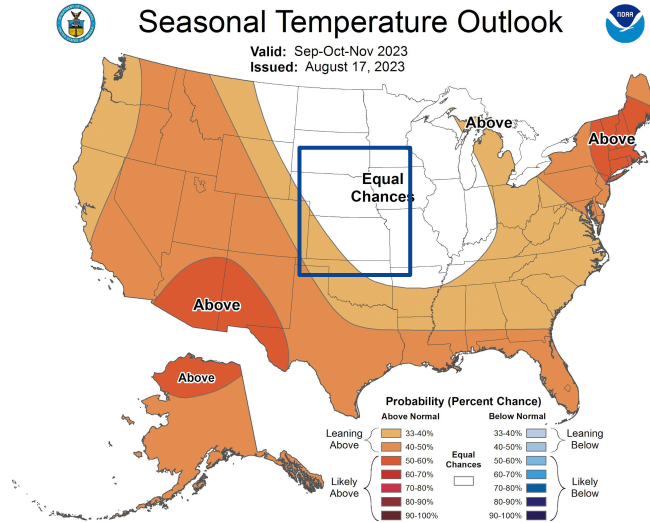 Seasonal Temperature Outlook
Valid: Sep-Oct-Nov 2023
Issued: August 17, 2023
NOAA
Above
Above
Equal
Chances
Above
Above
Probability (Percent Chance)
Above Normal
Below Normal
Leaning
Above
33-40%
40-50%
Likely
Above
50-60%
60-70%
70-80%
80-90%
90-100%
Equal
Chances
33-40%
40-50%
Leaning
Below
50-60%
60-70%
70-80%
80-90%
90-100%
Likely
Below